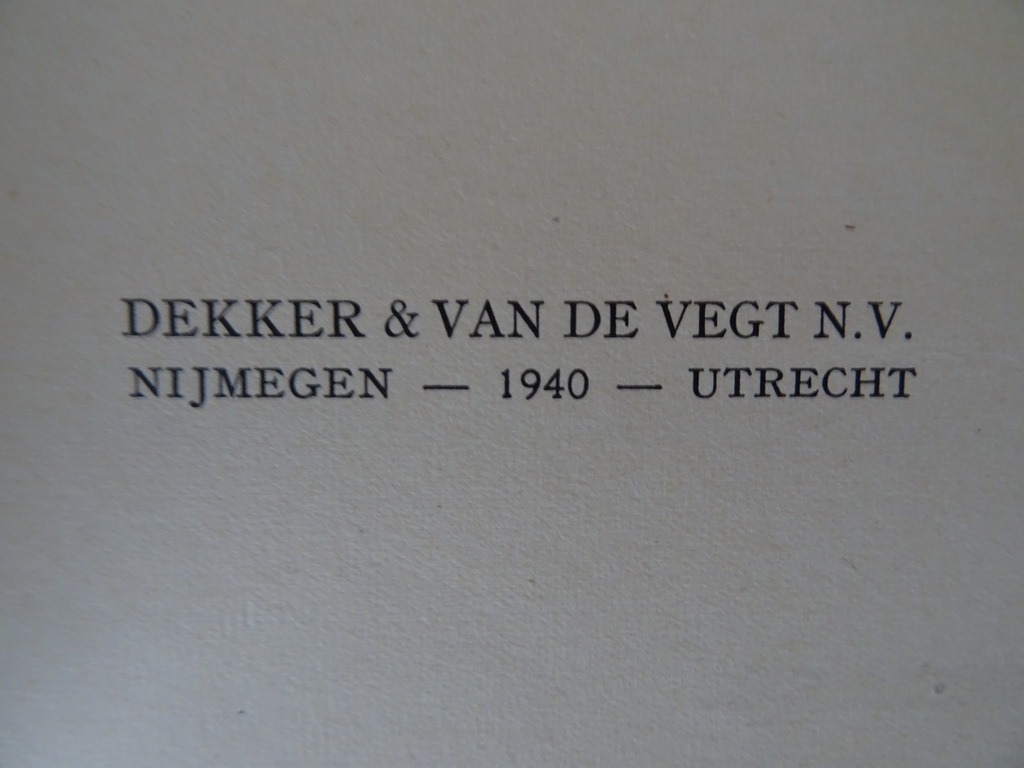 DEKKER & VAN DE VEGT N.V.
NIJMEGEN — 1940 — UTRECHT